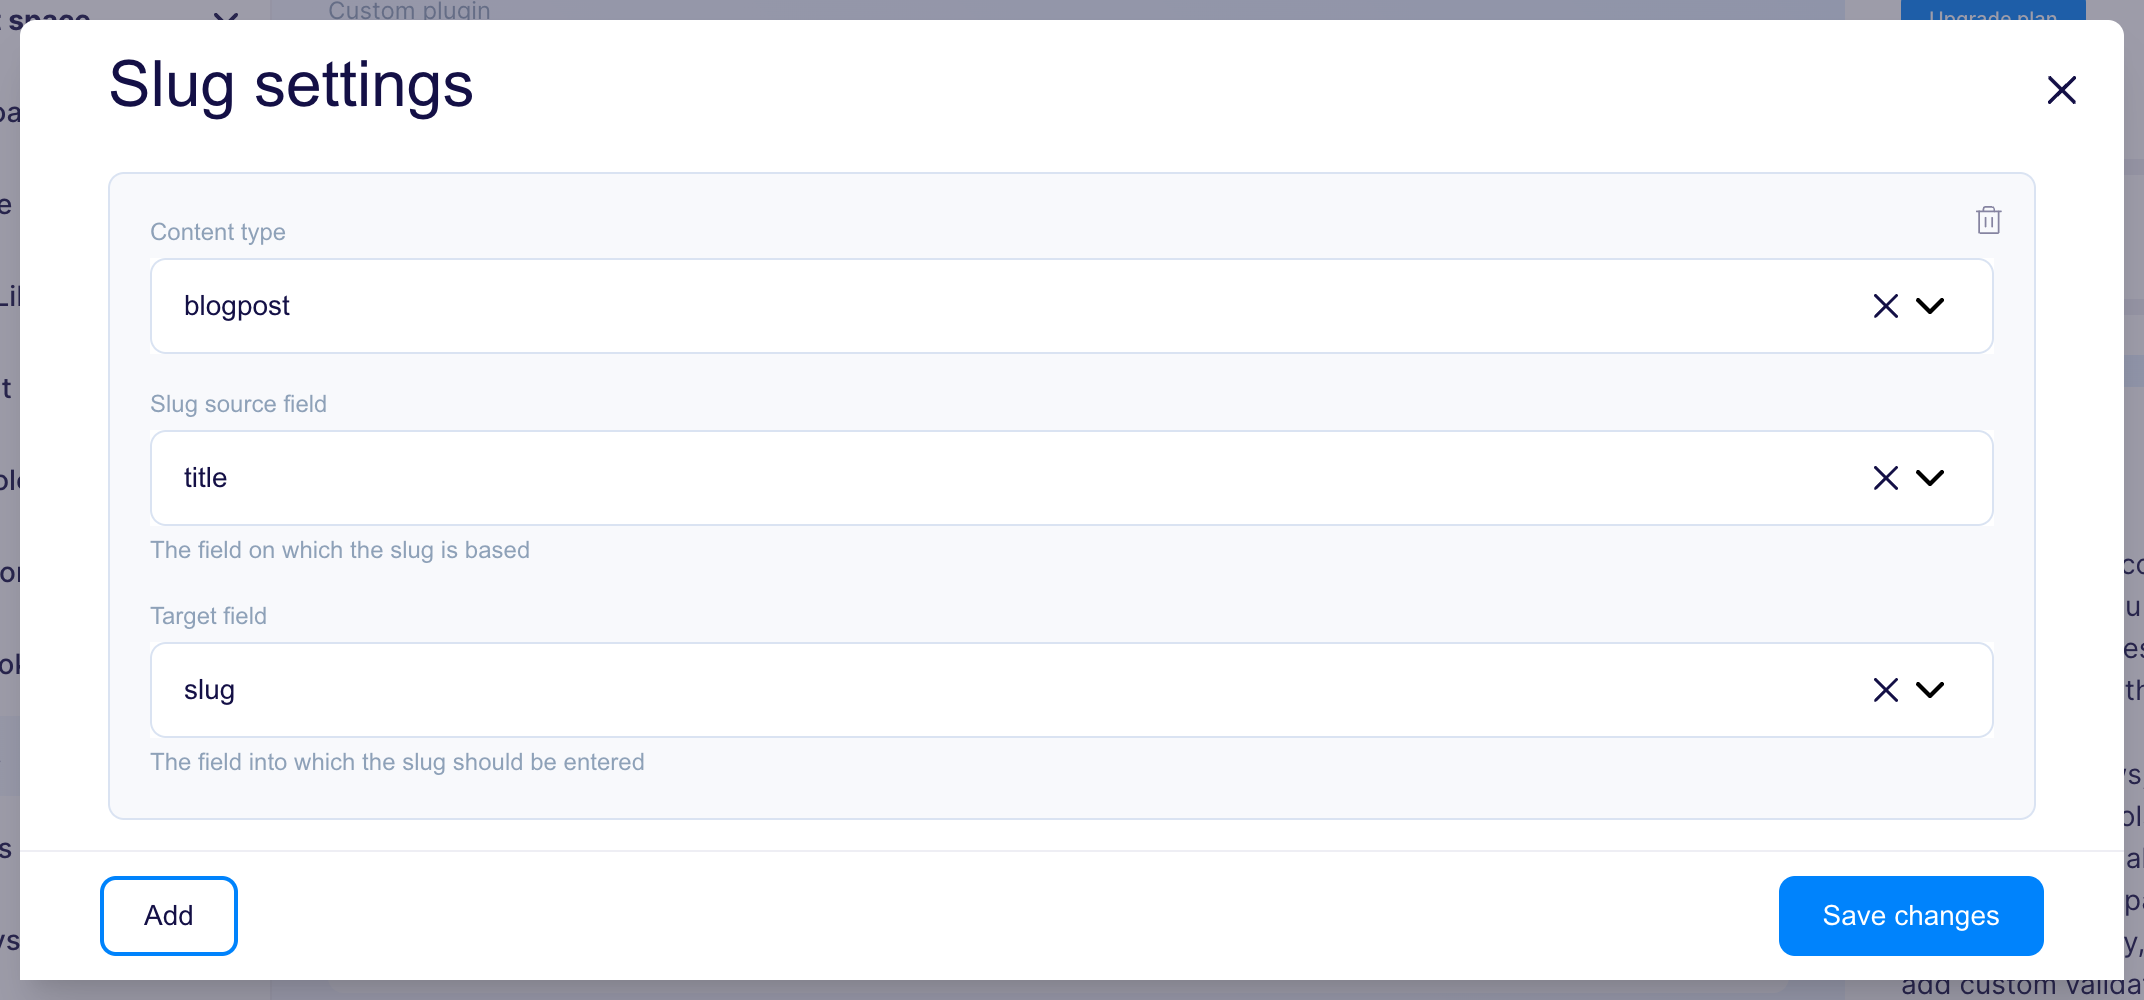 Custom plugin
Upgrade plan
Slug settings
Content type
blogpost
Slug source field
title
The field on which the slug is based
Target field
slug
The field into which the slug should be entered
Add
Save changes
add custom